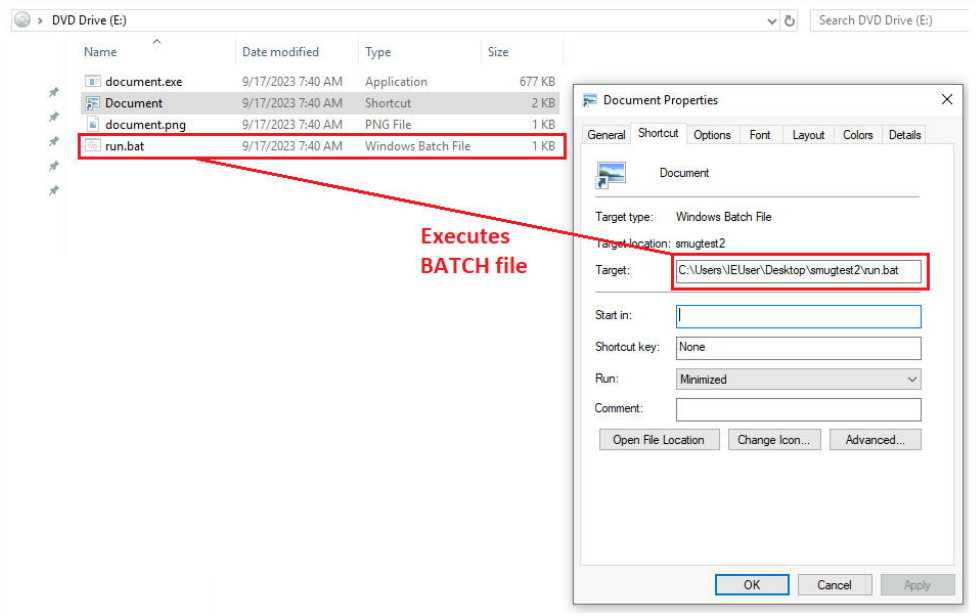 DVD Drive (E:)
Search DVD Drive (E:)
Name Date modified Type Size
document.exe 9/17/2023 7:40 AM Application 677 KB
Document 9/17/2023 7:40 AM Shortcut 2 KB
document.png 9/17/2023 7:40 AM PNG File 1 KB
run.bat 9/17/2023 7:40 AM Windows Batch File 1 KB
Executes
BATCH file
Document Properties
General Shortcut Options Font Layout Colors Details
Document
Target type: Windows Batch File
Target location: smugtest2
Target: C:\Users\IEUser\Desktop\smugtest2\run.bat
Start in:
Shortcut key: None
Run: Minimized
Comment:
Open File Location Change Icon... Advanced...
OK Cancel Apply